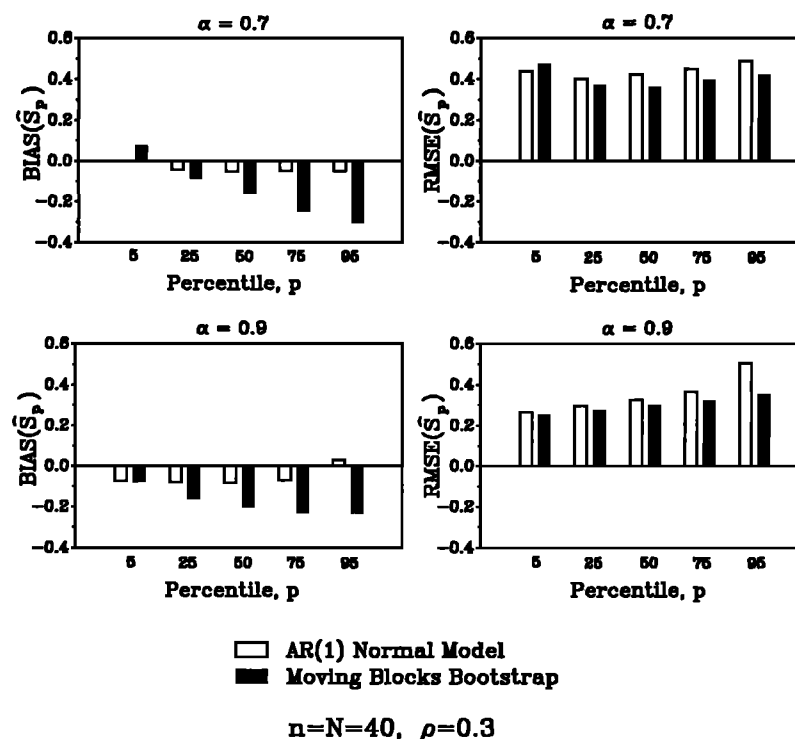 α = 0.7
BIAS(Ŝp)
0.6
0.4
0.2
0.0
−0.2
−0.4
5 25 50 75 95
Percentile, p
α = 0.7
RMSE(Ŝp)
0.6
0.4
0.2
0.0
−0.2
−0.4
5 25 50 75 95
Percentile, p
α = 0.9
BIAS(Ŝp)
0.6
0.4
0.2
0.0
−0.2
−0.4
5 25 50 75 95
Percentile, p
α = 0.9
RMSE(Ŝp)
0.6
0.4
0.2
0.0
−0.2
−0.4
5 25 50 75 95
Percentile, p
AR(1) Normal Model
Moving Blocks Bootstrap
n=N=40, ρ=0.3